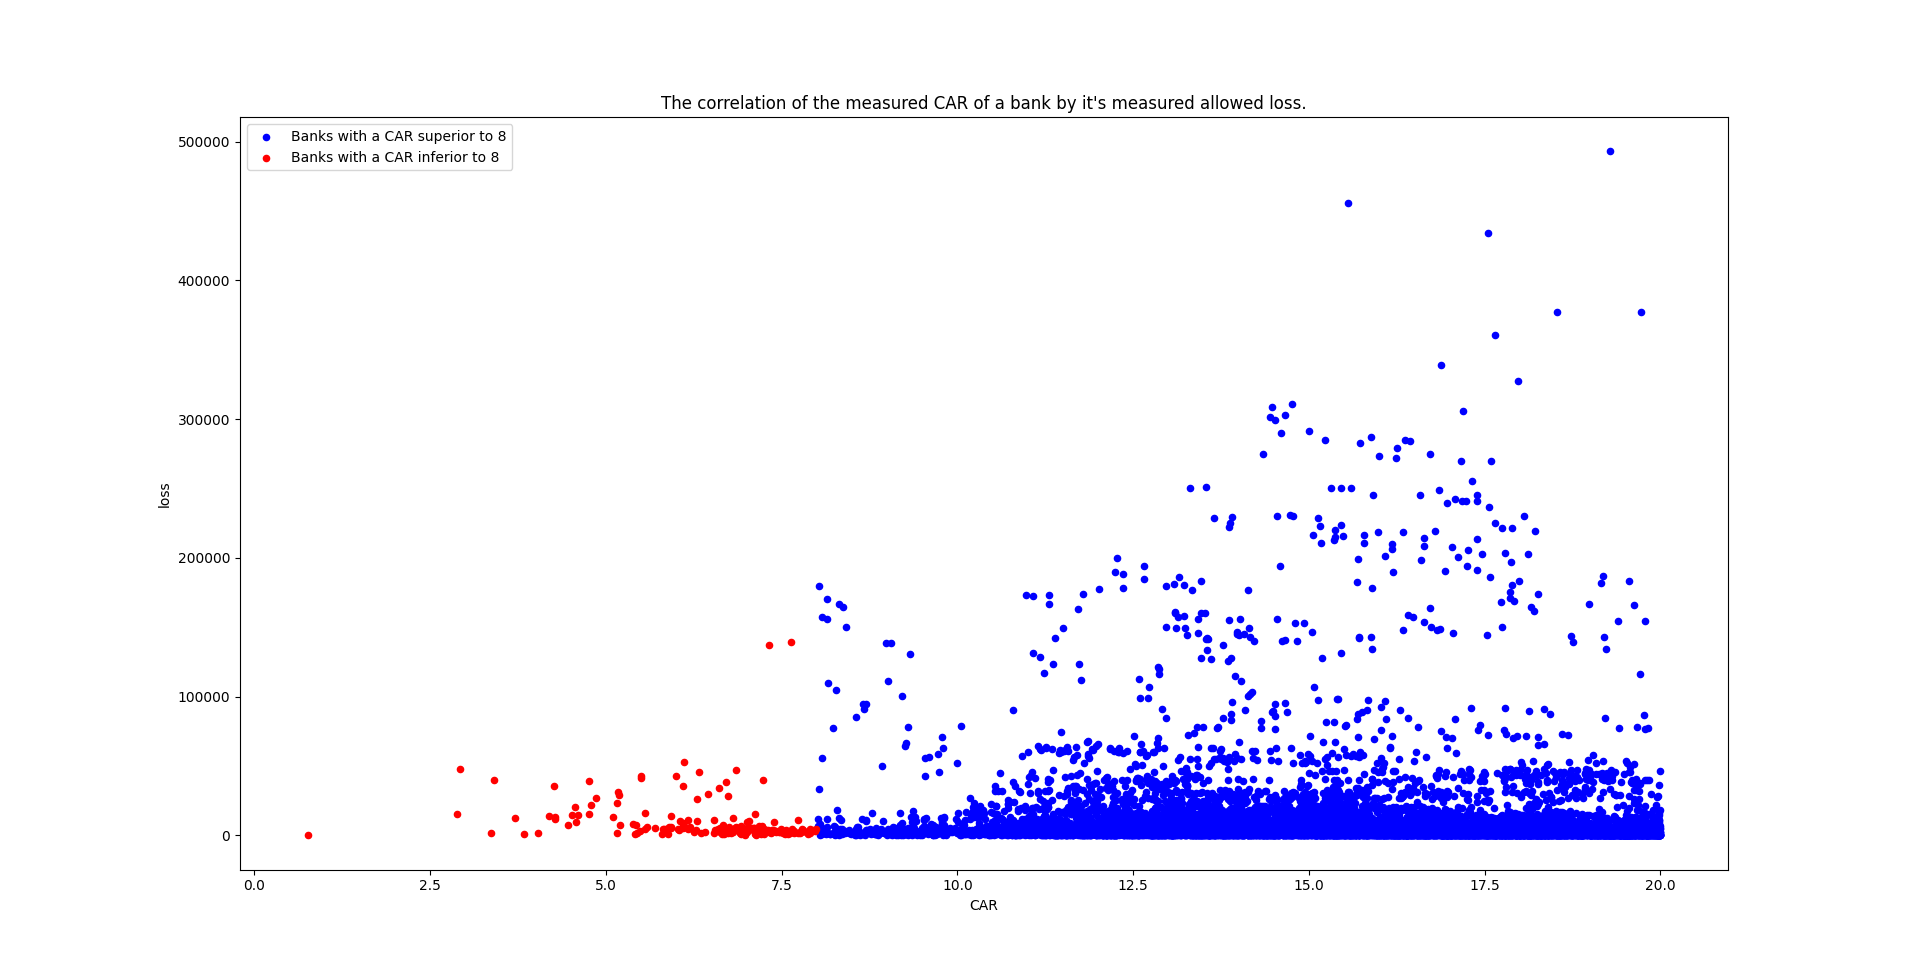 The correlation of the measured CAR of a bank by it's measured allowed loss.
Banks with a CAR superior to 8
Banks with a CAR inferior to 8
500000
400000
300000
200000
100000
0
loss
0.0 2.5 5.0 7.5 10.0 12.5 15.0 17.5 20.0
CAR